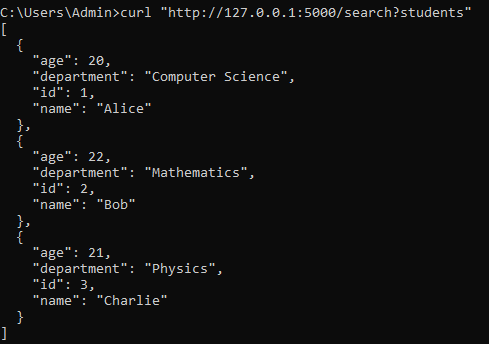 C:\Users\Admin>curl "http://127.0.0.1:5000/search?students"
[
  {
    "age": 20,
    "department": "Computer Science",
    "id": 1,
    "name": "Alice"
  },
  {
    "age": 22,
    "department": "Mathematics",
    "id": 2,
    "name": "Bob"
  },
  {
    "age": 21,
    "department": "Physics",
    "id": 3,
    "name": "Charlie"
  }
]